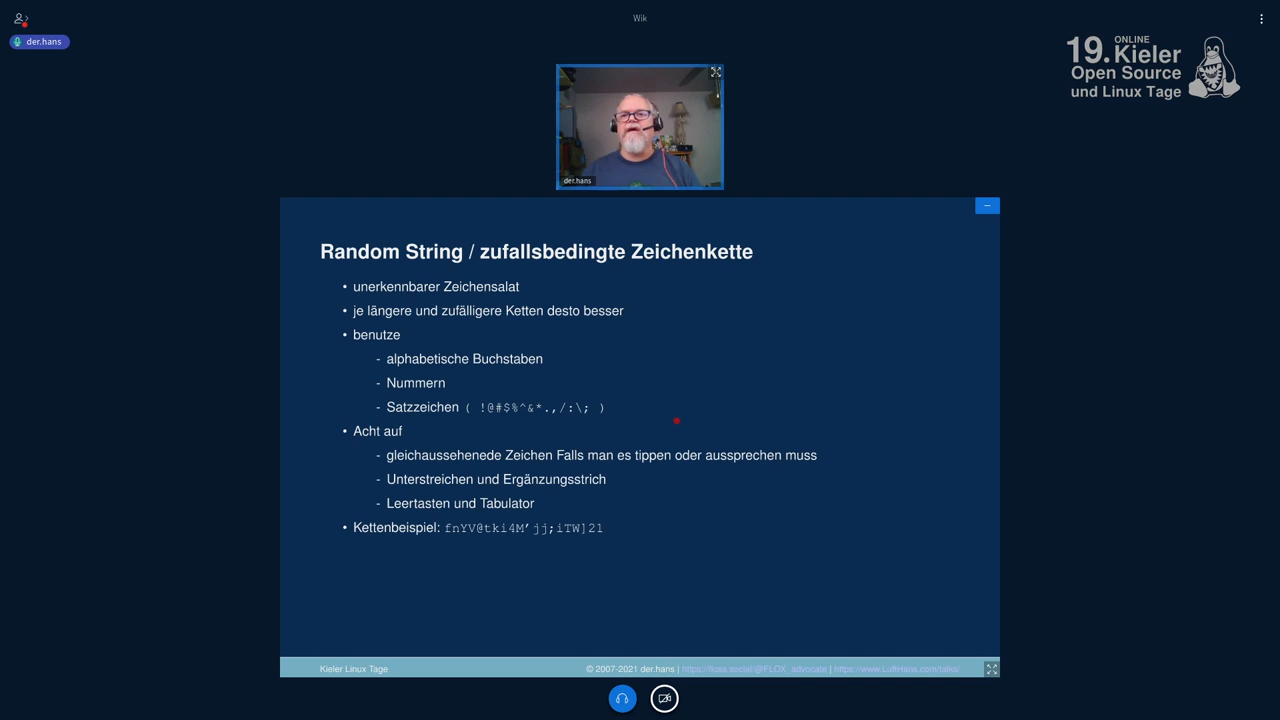 Wik
der.hans
ONLINE
19. Kieler
Open Source
und Linux Tage
der.hans
Random String / zufallsbedingte Zeichenkette
• unerkennbarer Zeichensalat
• je längere und zufälligere Ketten desto besser
• benutze
- alphabetische Buchstaben
- Nummern
- Satzzeichen ( !@#$%^&*.,/:\; )
• Acht auf
- gleichaussehenede Zeichen Falls man es tippen oder aussprechen muss
- Unterstreichen und Ergänzungsstrich
- Leertasten und Tabulator
• Kettenbeispiel: fnYV@tki4M’jj;iTW]21
Kieler Linux Tage
© 2007-2021 der.hans | https://floss.social/@FLOX_advocate | https://www.LuftHans.com/talks/